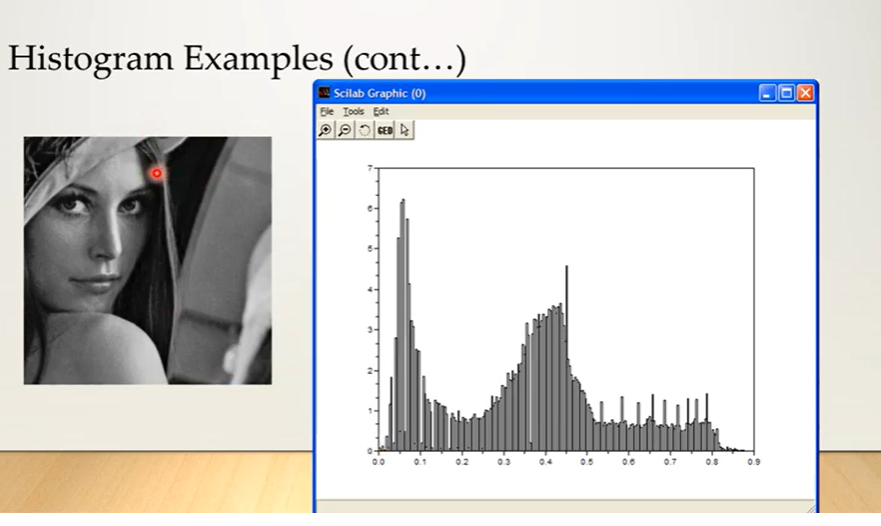 Histogram Examples (cont…)
Scilab Graphic (0)
File Tools Edit
GED
7
6
5
4
3
2
1
0
0.0 0.1 0.2 0.3 0.4 0.5 0.6 0.7 0.8 0.9